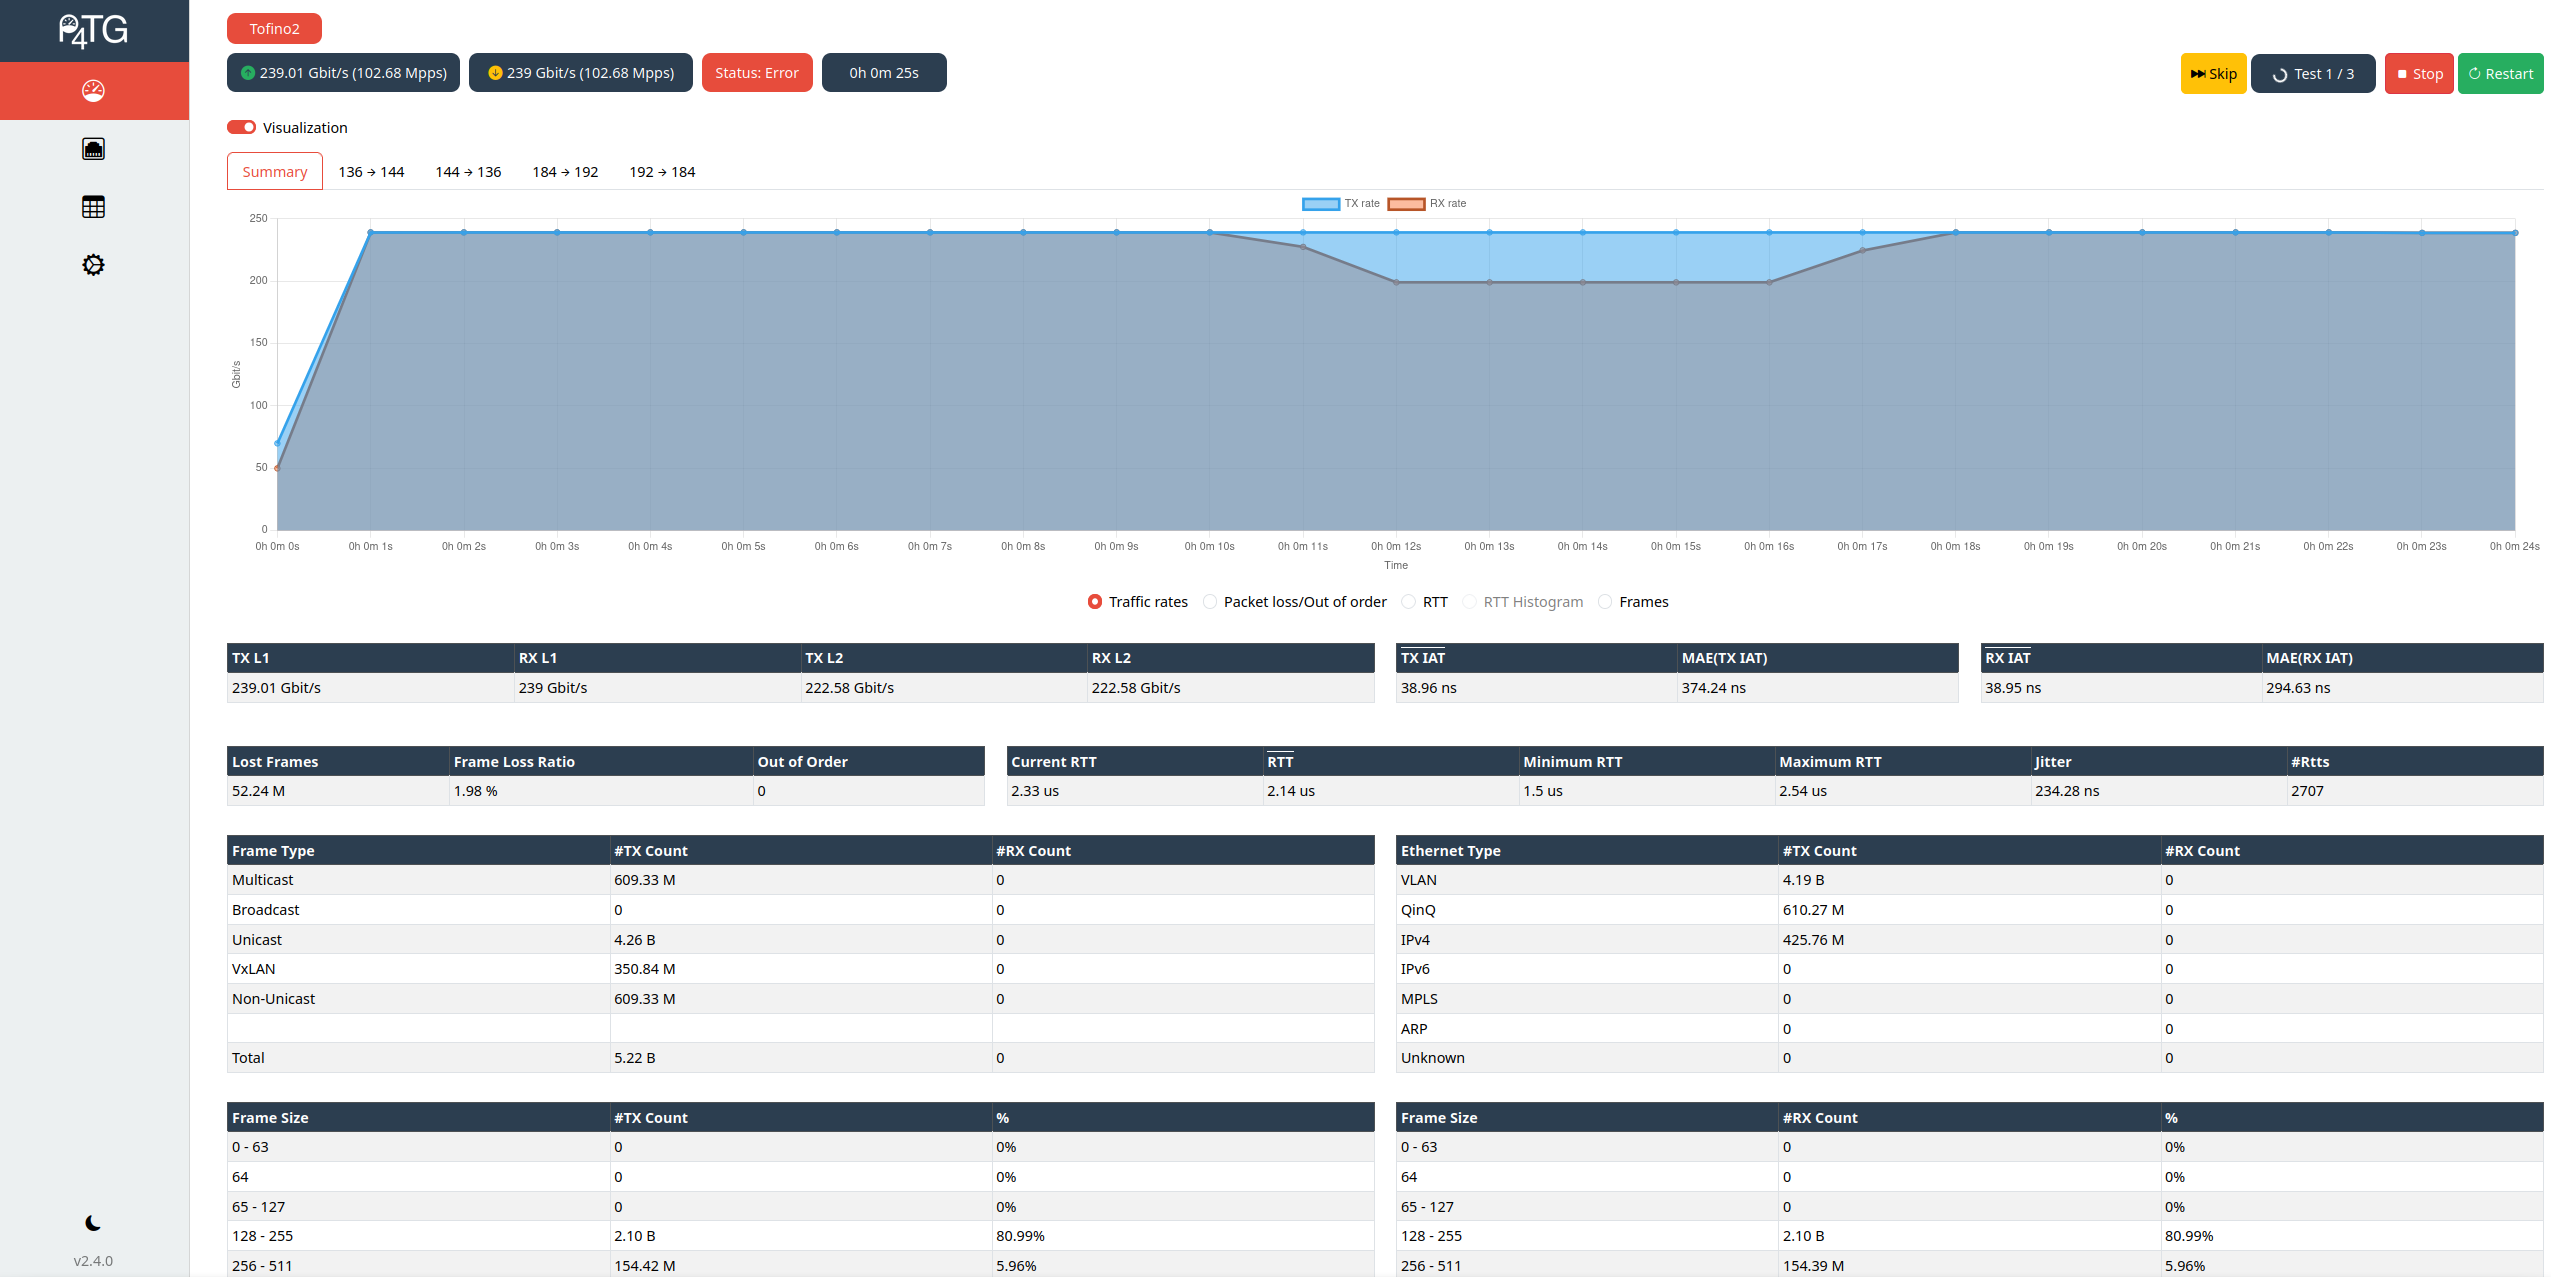 P4TG
Tofino2
239.01 Gbit/s (102.68 Mpps) 239 Gbit/s (102.68 Mpps) Status: Error 0h 0m 25s Skip Test 1 / 3 Stop Restart
Visualization
Summary 136 → 144 144 → 136 184 → 192 192 → 184
TX rate RX rate
250
200
150
100
50
0
Gbit/s
0h 0m 0s 0h 0m 1s 0h 0m 2s 0h 0m 3s 0h 0m 4s 0h 0m 5s 0h 0m 6s 0h 0m 7s 0h 0m 8s 0h 0m 9s 0h 0m 10s 0h 0m 11s 0h 0m 12s 0h 0m 13s 0h 0m 14s 0h 0m 15s 0h 0m 16s 0h 0m 17s 0h 0m 18s 0h 0m 19s 0h 0m 20s 0h 0m 21s 0h 0m 22s 0h 0m 23s 0h 0m 24s
Time
Traffic rates Packet loss/Out of order RTT RTT Histogram Frames
TX L1 RX L1 TX L2 RX L2 TX IAT MAE(TX IAT) RX IAT MAE(RX IAT)
239.01 Gbit/s 239 Gbit/s 222.58 Gbit/s 222.58 Gbit/s 38.96 ns 374.24 ns 38.95 ns 294.63 ns
Lost Frames Frame Loss Ratio Out of Order Current RTT RTT Minimum RTT Maximum RTT Jitter #Rtts
52.24 M 1.98 % 0 2.33 us 2.14 us 1.5 us 2.54 us 234.28 ns 2707
Frame Type #TX Count #RX Count Ethernet Type #TX Count #RX Count
Multicast 609.33 M 0 VLAN 4.19 B 0
Broadcast 0 0 QinQ 610.27 M 0
Unicast 4.26 B 0 IPv4 425.76 M 0
VxLAN 350.84 M 0 IPv6 0 0
Non-Unicast 609.33 M 0 MPLS 0 0
ARP 0 0
Total 5.22 B 0 Unknown 0 0
Frame Size #TX Count % Frame Size #RX Count %
0 - 63 0 0% 0 - 63 0 0%
64 0 0% 64 0 0%
65 - 127 0 0% 65 - 127 0 0%
128 - 255 2.10 B 80.99% 128 - 255 2.10 B 80.99%
256 - 511 154.42 M 5.96% 256 - 511 154.39 M 5.96%
v2.4.0